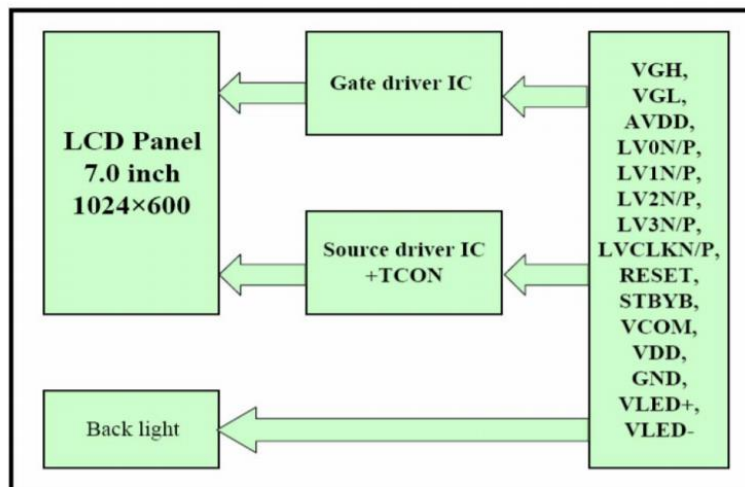 LCD Panel
7.0 inch
1024×600
Gate driver IC
Source driver IC
+TCON
Back light
VGH,
VGL,
AVDD,
LV0N/P,
LV1N/P,
LV2N/P,
LV3N/P,
LVCLKN/P,
RESET,
STBYB,
VCOM,
VDD,
GND,
VLED+,
VLED-